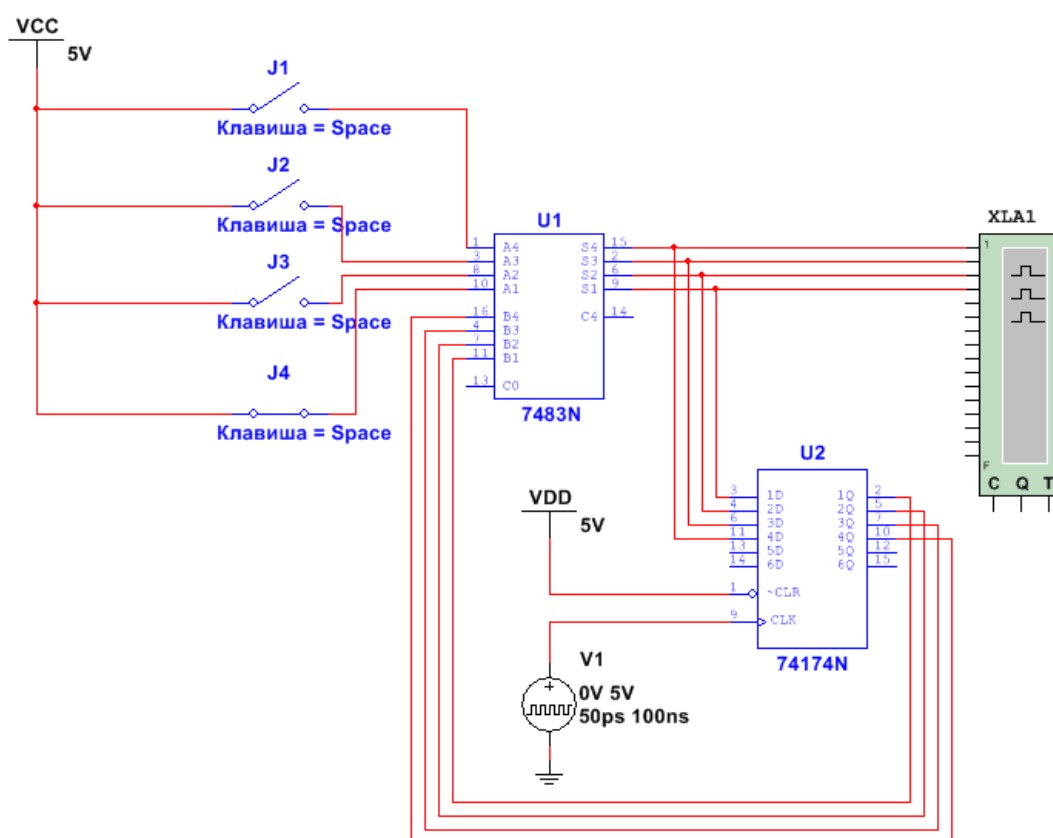 VCC
5V
J1
Клавиша = Space
J2
Клавиша = Space
J3
Клавиша = Space
J4
Клавиша = Space
U1
1 A4 S4 15
3 A3 S3 2
8 A2 S2 6
10 A1 S1 9
16 B4 C4 14
4 B3
7 B2
11 B1
13 C0
7483N
XLA1
1
F
C Q T
U2
3 1D 1Q 2
4 2D 2Q 5
6 3D 3Q 7
11 4D 4Q 10
13 5D 5Q 12
14 6D 6Q 15
1 ~CLR
9 CLK
74174N
VDD
5V
V1
0V 5V
50ps 100ns